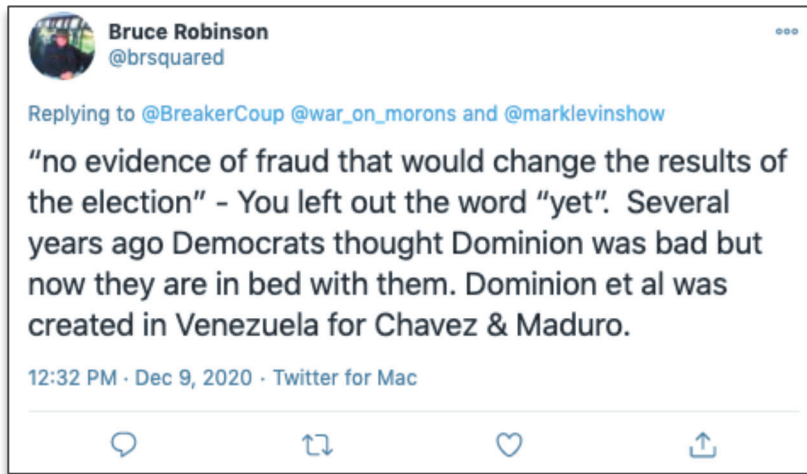 Bruce Robinson
@brsquared
Replying to @BreakerCoup @war_on_morons and @marklevinshow
“no evidence of fraud that would change the results of
the election” - You left out the word “yet”.  Several
years ago Democrats thought Dominion was bad but
now they are in bed with them. Dominion et al was
created in Venezuela for Chavez & Maduro.
12:32 PM · Dec 9, 2020 · Twitter for Mac